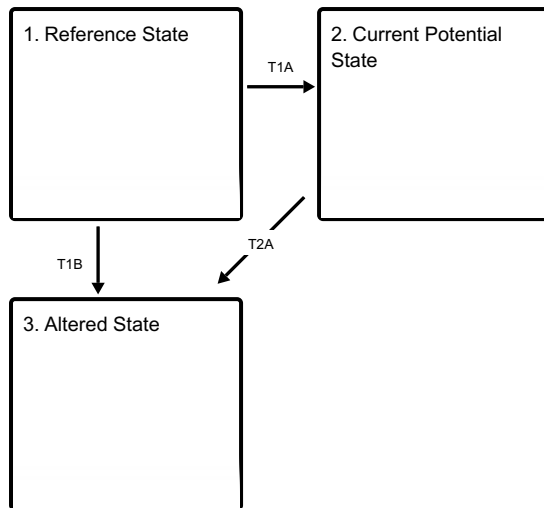 1. Reference State
2. Current Potential
State
T1A
T1B
T2A
3. Altered State